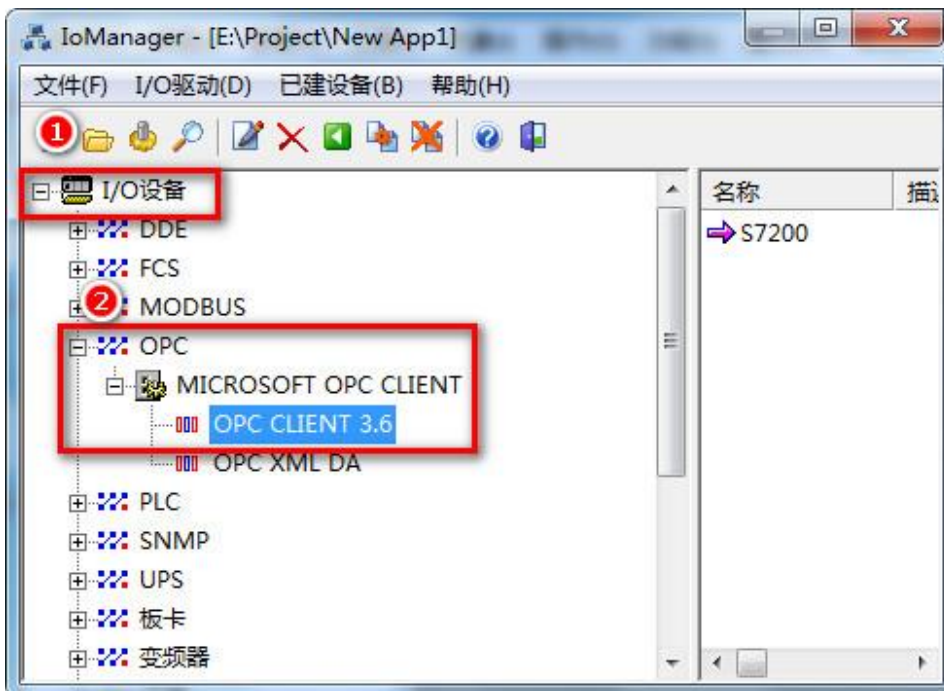 IoManager - [E:\Project\New App1]
文件(F) I/O驱动(D) 已建设备(B) 帮助(H)
1
I/O设备
名称
DDE
S7200
FCS
2
MODBUS
OPC
MICROSOFT OPC CLIENT
OPC CLIENT 3.6
OPC XML DA
PLC
SNMP
UPS
板卡
变频器